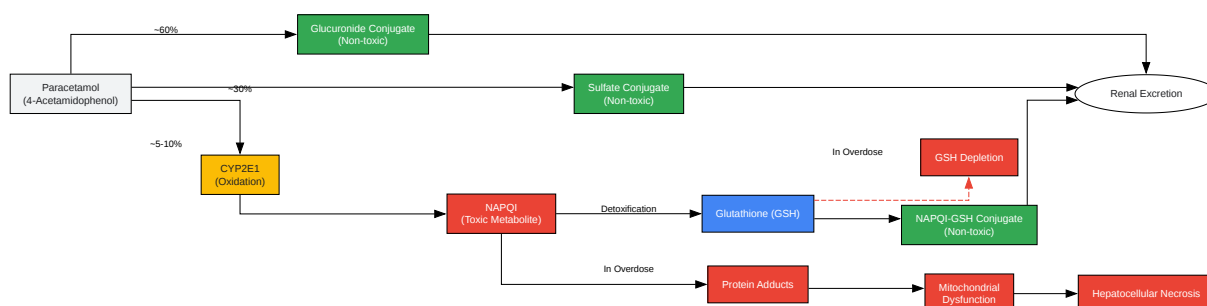 ~60%
Glucuronide Conjugate
(Non-toxic)
Paracetamol
(4-Acetamidophenol)
~30%
Sulfate Conjugate
(Non-toxic)
Renal Excretion
~5-10%
CYP2E1
(Oxidation)
In Overdose
GSH Depletion
NAPQI
(Toxic Metabolite)
Detoxification
Glutathione (GSH)
NAPQI-GSH Conjugate
(Non-toxic)
In Overdose
Protein Adducts
Mitochondrial
Dysfunction
Hepatocellular Necrosis